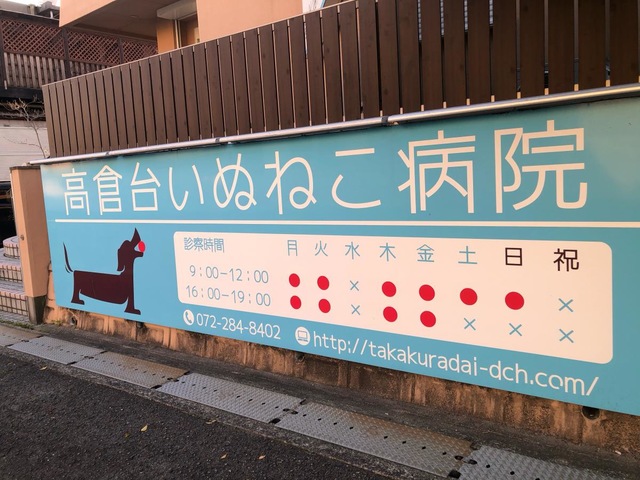 高倉台いぬねこ病院
診察時間 月 火 水 木 金 土 日 祝
9:00-12:00 ● ● × ● ● ● ● ×
16:00-19:00 ● ● × ● ● × × ×
072-284-8402 http://takakuradai-dch.com/